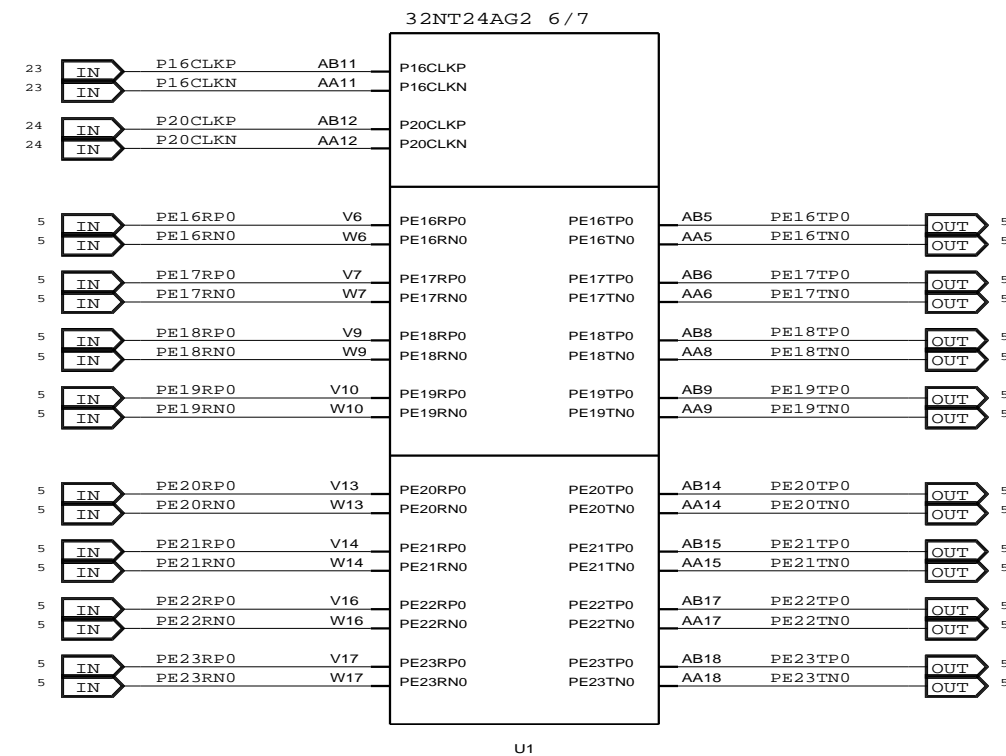 32NT24AG2 6/7
23 IN P16CLKP AB11 P16CLKP
23 IN P16CLKN AA11 P16CLKN
24 IN P20CLKP AB12 P20CLKP
24 IN P20CLKN AA12 P20CLKN
5 IN PE16RP0 V6 PE16RP0 PE16TP0 AB5 PE16TP0 OUT 5
5 IN PE16RN0 W6 PE16RN0 PE16TN0 AA5 PE16TN0 OUT 5
5 IN PE17RP0 V7 PE17RP0 PE17TP0 AB6 PE17TP0 OUT 5
5 IN PE17RN0 W7 PE17RN0 PE17TN0 AA6 PE17TN0 OUT 5
5 IN PE18RP0 V9 PE18RP0 PE18TP0 AB8 PE18TP0 OUT 5
5 IN PE18RN0 W9 PE18RN0 PE18TN0 AA8 PE18TN0 OUT 5
5 IN PE19RP0 V10 PE19RP0 PE19TP0 AB9 PE19TP0 OUT 5
5 IN PE19RN0 W10 PE19RN0 PE19TN0 AA9 PE19TN0 OUT 5
5 IN PE20RP0 V13 PE20RP0 PE20TP0 AB14 PE20TP0 OUT 5
5 IN PE20RN0 W13 PE20RN0 PE20TN0 AA14 PE20TN0 OUT 5
5 IN PE21RP0 V14 PE21RP0 PE21TP0 AB15 PE21TP0 OUT 5
5 IN PE21RN0 W14 PE21RN0 PE21TN0 AA15 PE21TN0 OUT 5
5 IN PE22RP0 V16 PE22RP0 PE22TP0 AB17 PE22TP0 OUT 5
5 IN PE22RN0 W16 PE22RN0 PE22TN0 AA17 PE22TN0 OUT 5
5 IN PE23RP0 V17 PE23RP0 PE23TP0 AB18 PE23TP0 OUT 5
5 IN PE23RN0 W17 PE23RN0 PE23TN0 AA18 PE23TN0 OUT 5
U1